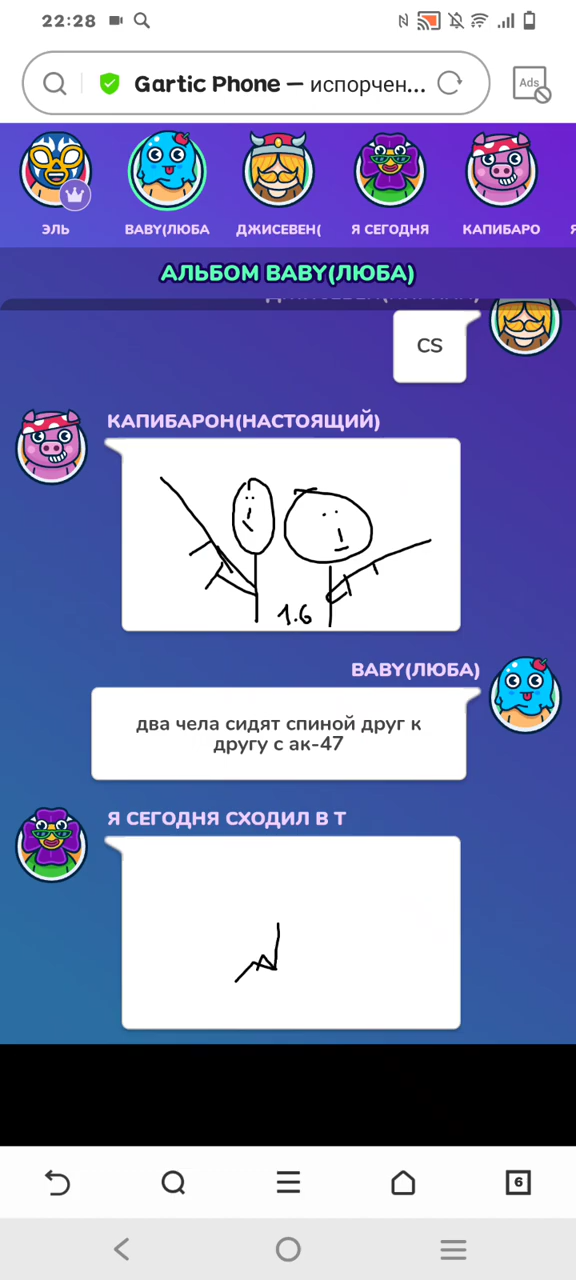 22:28
Gartic Phone — испорчен...
Ads
ЭЛЬ
BABY(ЛЮБА
ДЖИСЕВЕН(
Я СЕГОДНЯ
КАПИБАРО
АЛЬБОМ BABY(ЛЮБА)
CS
КАПИБАРОН(НАСТОЯЩИЙ)
1.6
BABY(ЛЮБА)
два чела сидят спиной друг к
другу с ак-47
Я СЕГОДНЯ СХОДИЛ В Т
6